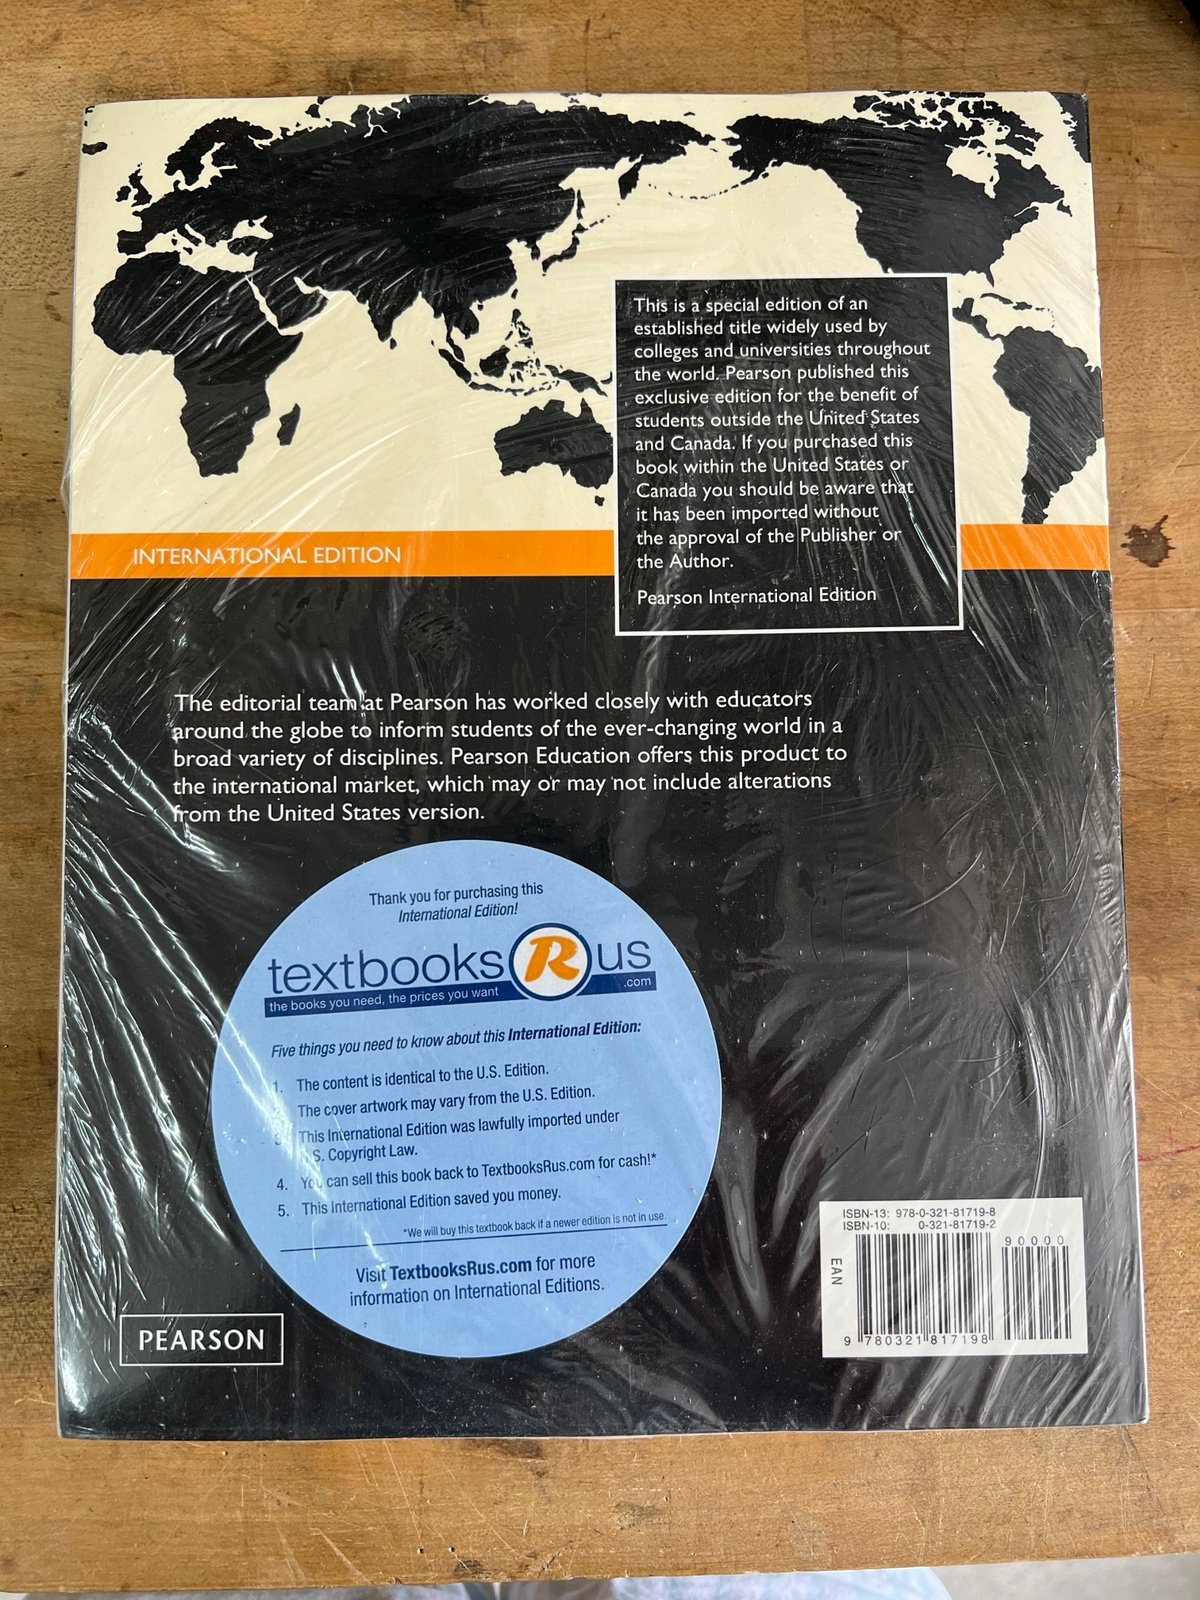 This is a special edition of an
established title widely used by
colleges and universities throughout
the world. Pearson published this
exclusive edition for the benefit of
students outside the United States
and Canada. If you purchased this
book within the United States or
Canada you should be aware that
it has been imported without
the approval of the Publisher or
the Author.
Pearson International Edition
INTERNATIONAL EDITION
The editorial team at Pearson has worked closely with educators
around the globe to inform students of the ever-changing world in a
broad variety of disciplines. Pearson Education offers this product to
the international market, which may or may not include alterations
from the United States version.
Thank you for purchasing this
International Edition!
textbooksRus
.com
the books you need, the prices you want
Five things you need to know about this International Edition:
1. The content is identical to the U.S. Edition.
The cover artwork may vary from the U.S. Edition.
3. This International Edition was lawfully imported under
U.S. Copyright Law.
4. You can sell this book back to TextbooksRus.com for cash!*
5. This International Edition saved you money.
*We will buy this textbook back if a newer edition is not in use.
Visit TextbooksRus.com for more
information on International Editions.
PEARSON
ISBN-13: 978-0-321-81719-8
ISBN-10: 0-321-81719-2
90000
EAN
9 780321 817198